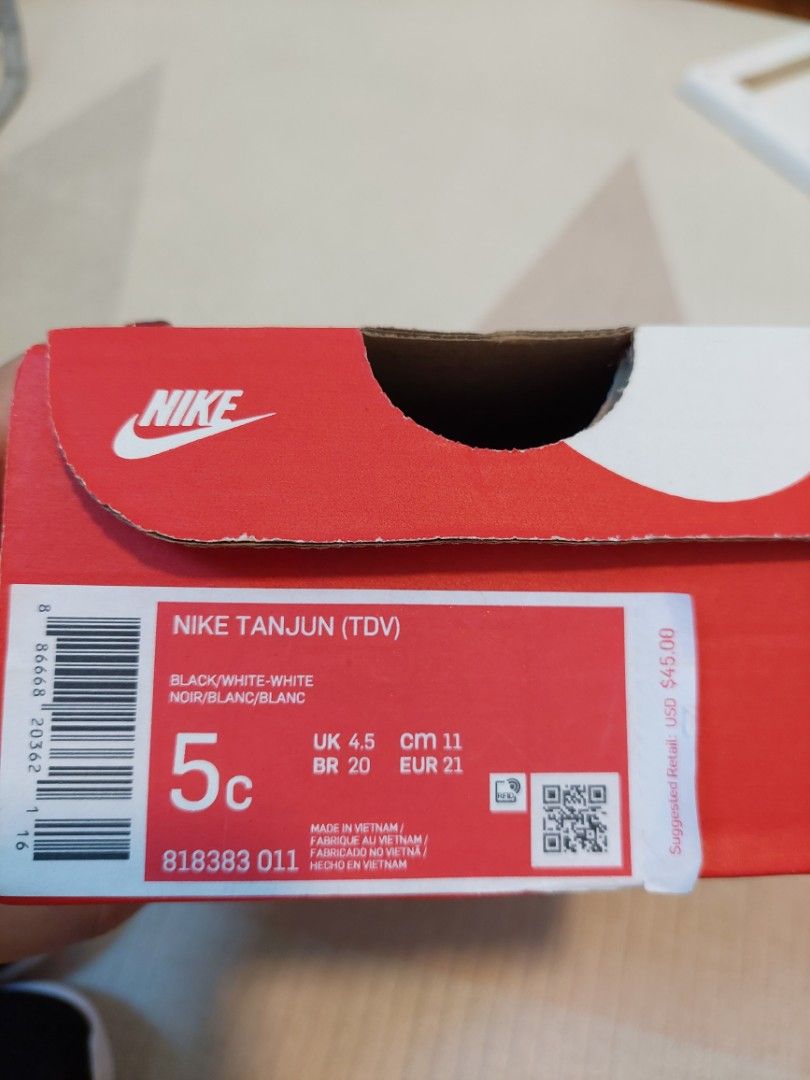 NIKE
NIKE TANJUN (TDV)
BLACK/WHITE-WHITE
NOIR/BLANC/BLANC
5C
UK 4.5 cm 11
BR 20 EUR 21
RFID
MADE IN VIETNAM /
FABRIQUE AU VIETNAM /
FABRICADO NO VIETNÃ /
HECHO EN VIETNAM
818383 011
8 86668 20362 1 16
Suggested Retail: USD $45.00